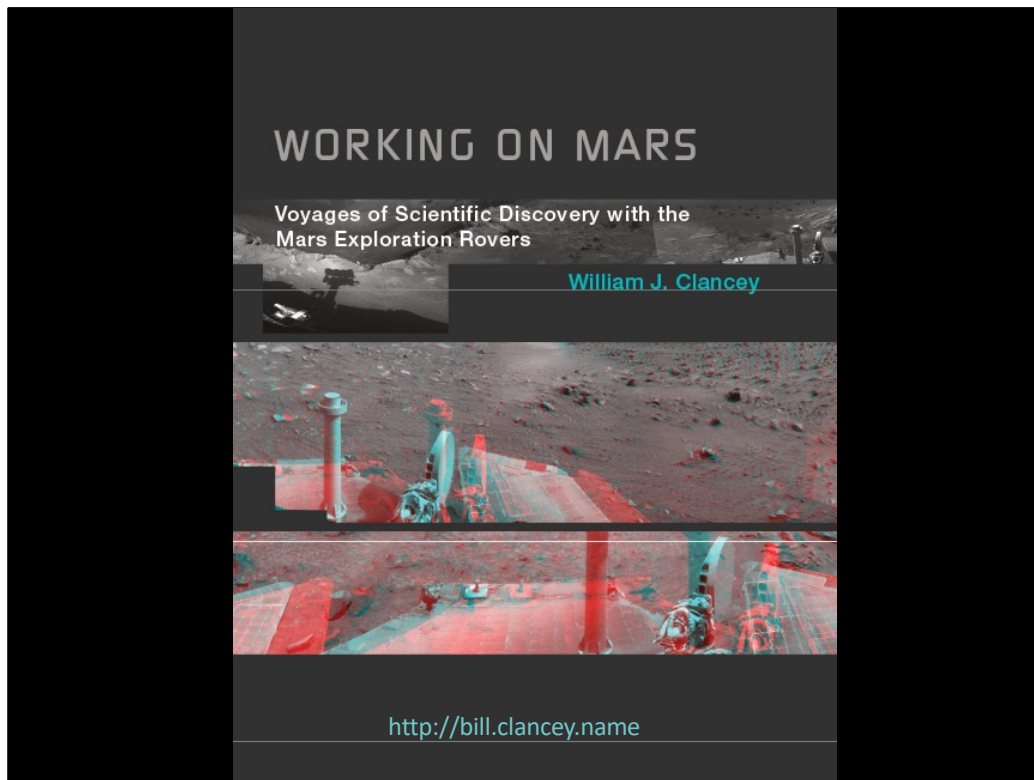 WORKING ON MARS
Voyages of Scientific Discovery with the
Mars Exploration Rovers
William J. Clancey
http://bill.clancey.name